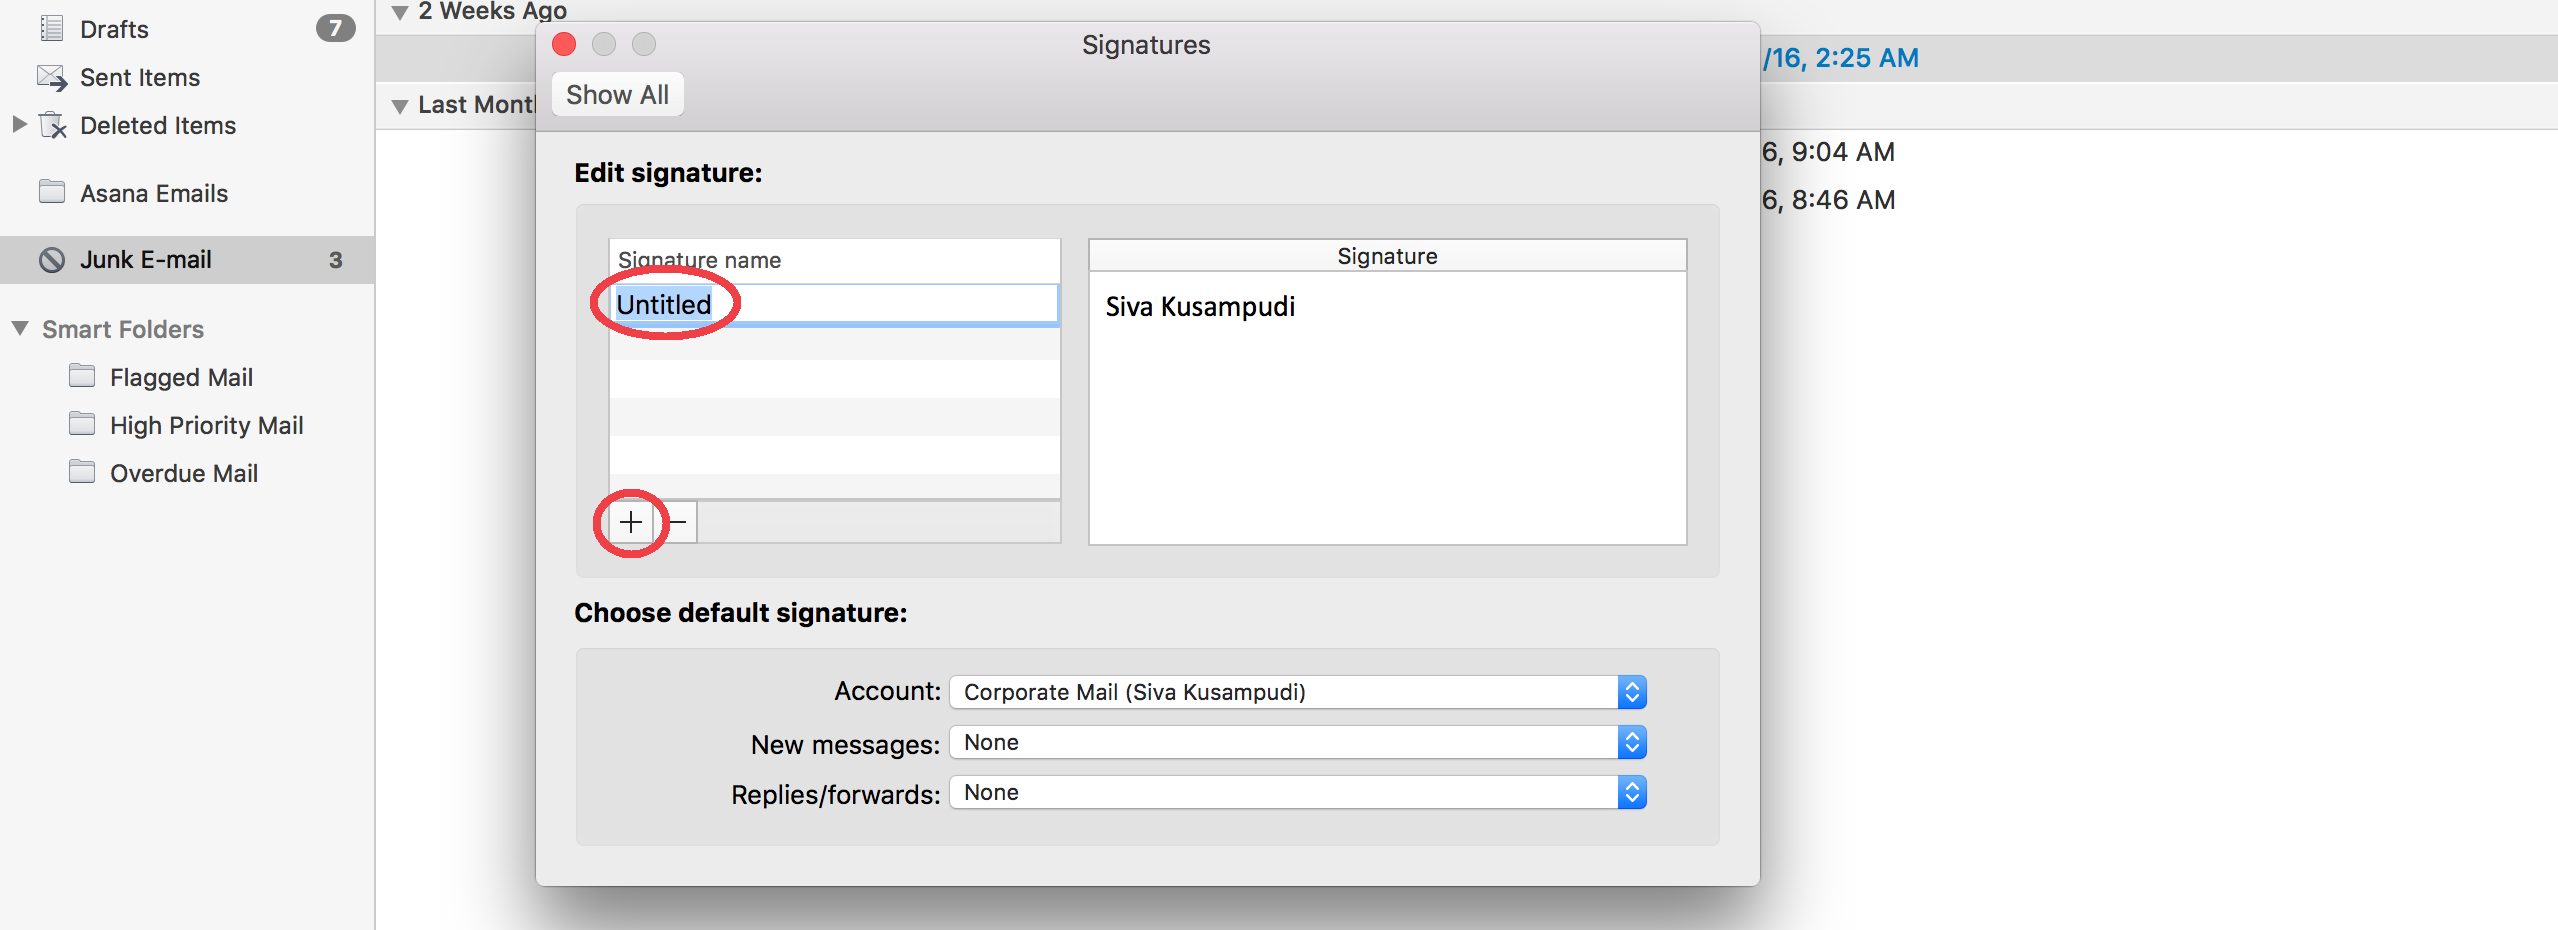 Drafts 7
Sent Items
Deleted Items
Asana Emails
Junk E-mail 3
Smart Folders
Flagged Mail
High Priority Mail
Overdue Mail
2 Weeks Ago
/16, 2:25 AM
Last Month
6, 9:04 AM
6, 8:46 AM
Signatures
Show All
Edit signature:
Signature name
Untitled
Signature
Siva Kusampudi
Choose default signature:
Account: Corporate Mail (Siva Kusampudi)
New messages: None
Replies/forwards: None